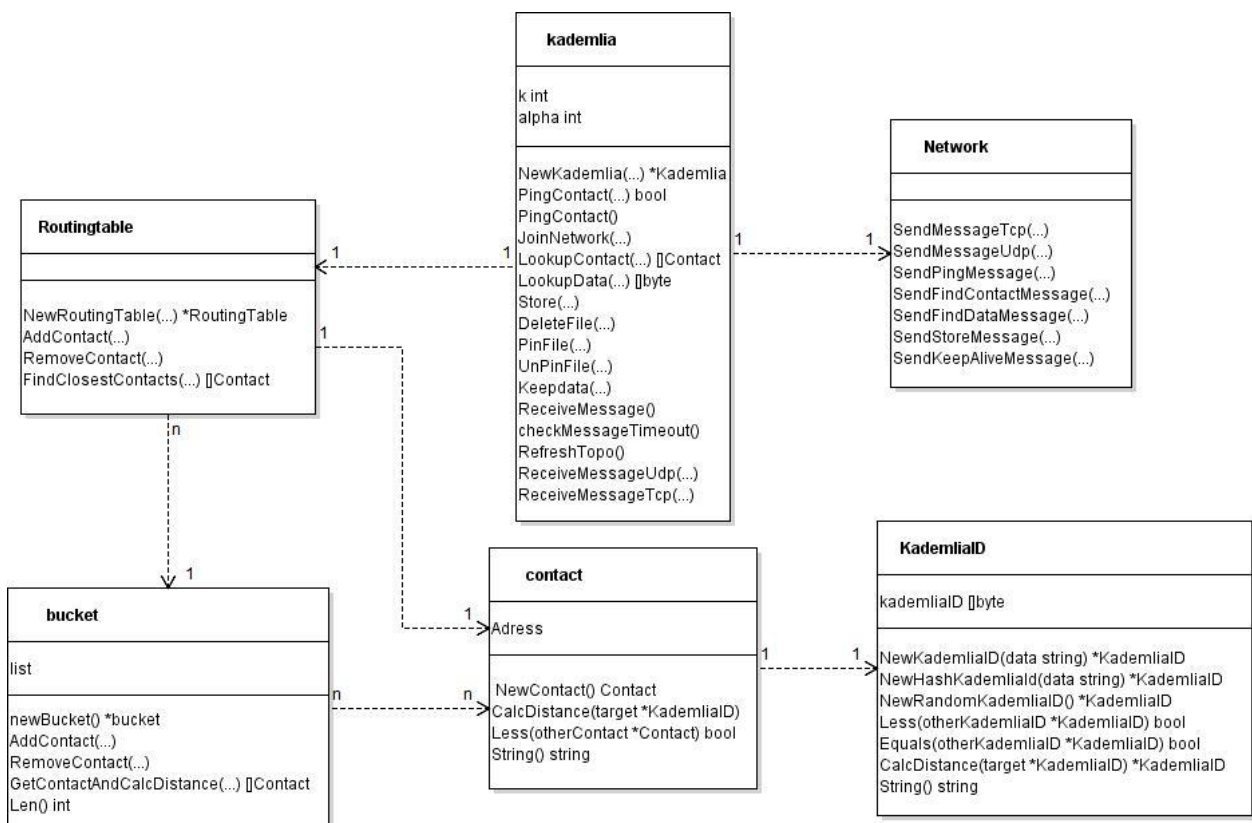 kademlia
k int
alpha int
NewKademlia(...) *Kademlia
PingContact(...) bool
PingContact()
JoinNetwork(...)
LookupContact(...) []Contact
LookupData(...) []byte
Store(...)
DeleteFile(...)
PinFile(...)
UnPinFile(...)
Keepdata(...)
ReceiveMessage()
checkMessageTimeout()
RefreshTopo()
ReceiveMessageUdp(...)
ReceiveMessageTcp(...)
Network
SendMessageTcp(...)
SendMessageUdp(...)
SendPingMessage(...)
SendFindContactMessage(...)
SendFindDataMessage(...)
SendStoreMessage(...)
SendKeepAliveMessage(...)
Routingtable
NewRoutingTable(...) *RoutingTable
AddContact(...)
RemoveContact(...)
FindClosestContacts(...) []Contact
1
1
1
1
1
n
1
1
bucket
list
newBucket() *bucket
AddContact(...)
RemoveContact(...)
GetContactAndCalcDistance(...) []Contact
Len() int
n
n
contact
Adress
NewContact() Contact
CalcDistance(target *KademliaID)
Less(otherContact *Contact) bool
String() string
1
1
KademliaID
kademliaID []byte
NewKademliaID(data string) *KademliaID
NewHashKademliaId(data string) *KademliaID
NewRandomKademliaID() *KademliaID
Less(otherKademliaID *KademliaID) bool
Equals(otherKademliaID *KademliaID) bool
CalcDistance(target *KademliaID) *KademliaID
String() string